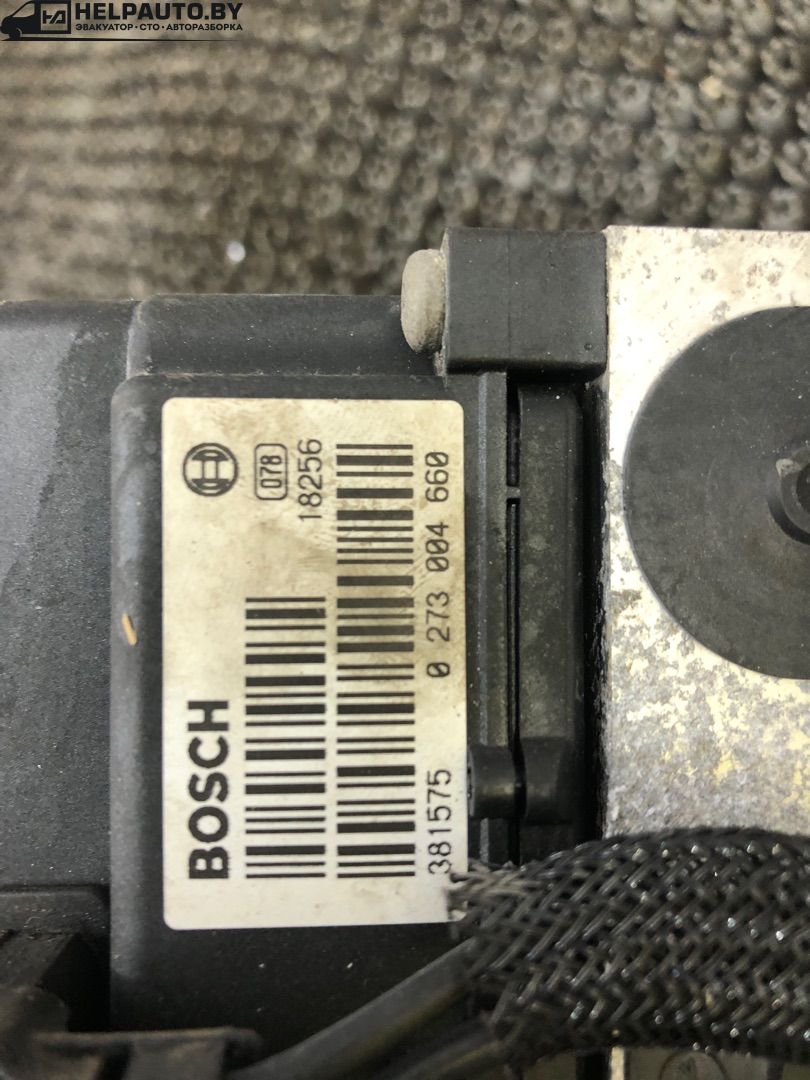 HELPAUTO.BY
ЭВАКУАТОР · СТО · АВТОРАЗБОРКА
BOSCH
078
18256
381575 0 273 004 660